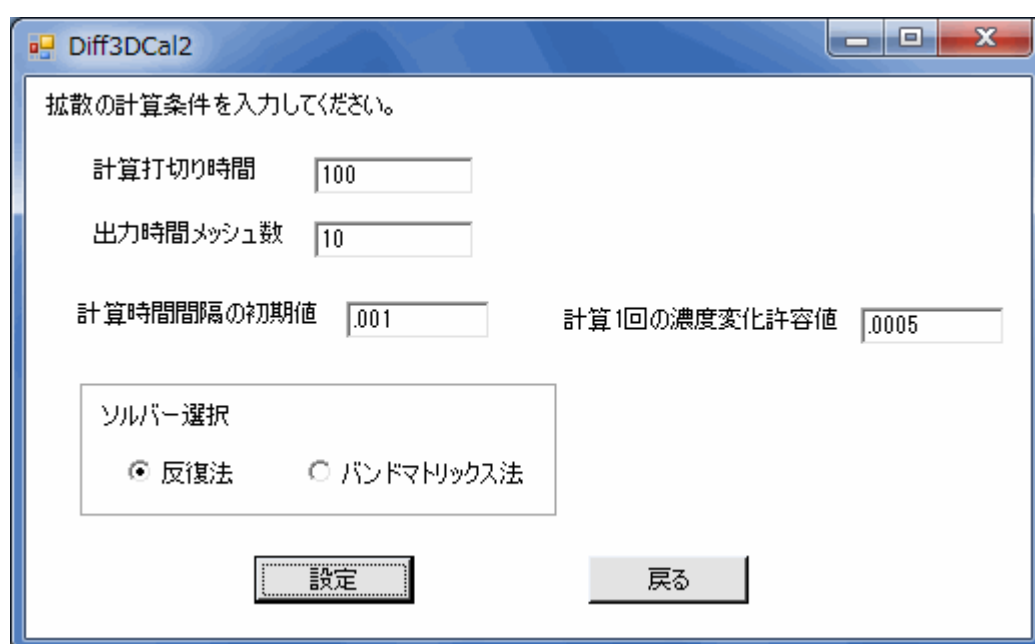 Diff3DCal2
拡散の計算条件を入力してください。
計算打切り時間 100
出力時間メッシュ数 10
計算時間間隔の初期値 .001 計算1回の濃度変化許容値 .0005
ソルバー選択
反復法 バンドマトリックス法
設定 戻る